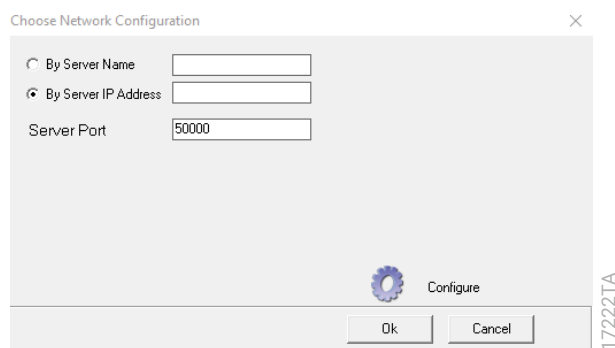 Choose Network Configuration
By Server Name
By Server IP Address
Server Port 50000
Configure
Ok Cancel
17222TA